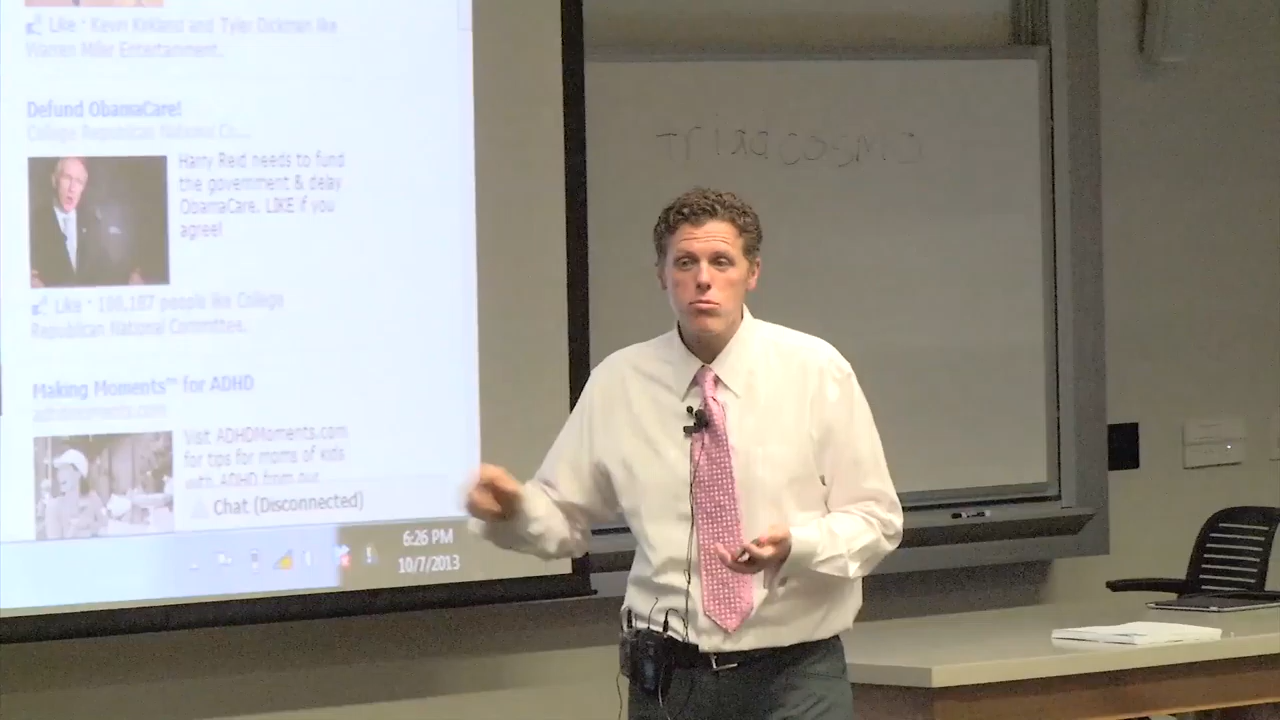 Like · Kevin Kirkland and Tyler Dickman like
Warren Miller Entertainment.
Defund ObamaCare!
College Republican National Co...
Harry Reid needs to fund
the government & delay
ObamaCare. LIKE if you
agree!
Like · 108,187 people like College
Republican National Committee.
Making Moments™ for ADHD
adhdmoments.com
Visit ADHDMoments.com
for tips for moms of kids
with ADHD from our
Chat (Disconnected)
6:26 PM
10/7/2013